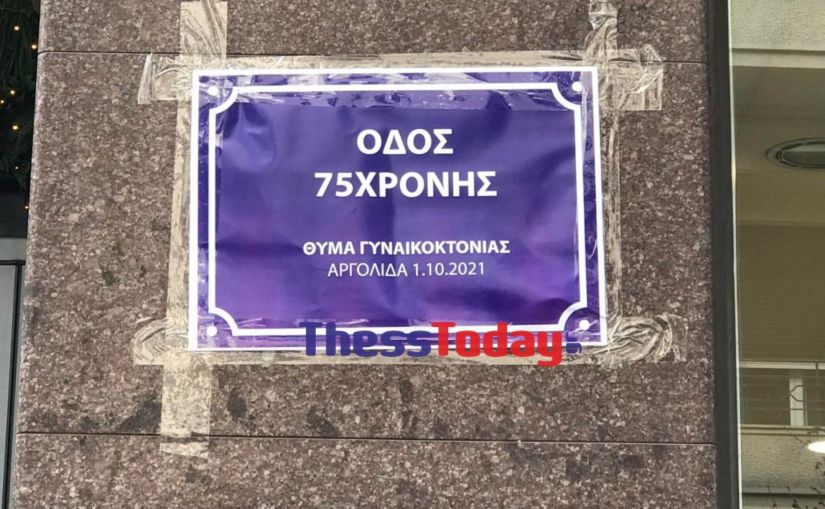 ΟΔΟΣ
75ΧΡΟΝΗΣ
ΘΥΜΑ ΓΥΝΑΙΚΟΚΤΟΝΙΑΣ
ΑΡΓΟΛΙΔΑ 1.10.2021
ThessToday